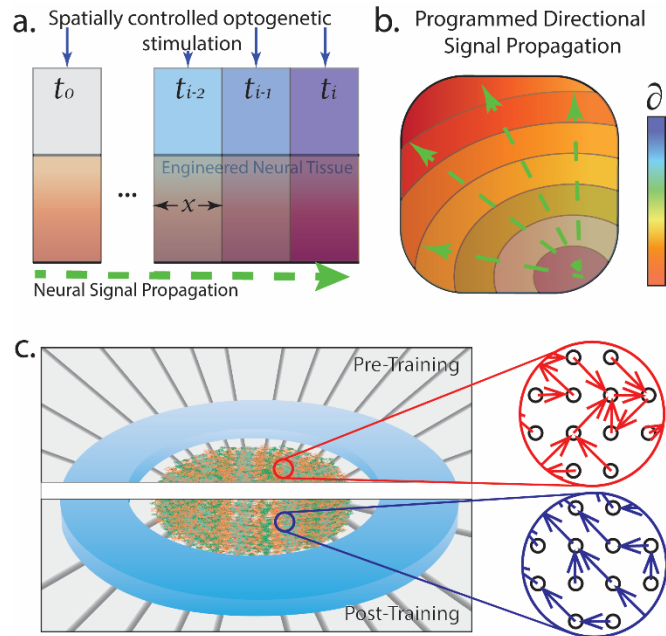 a.
Spatially controlled optogenetic
stimulation
t₀
tᵢ₋₂
tᵢ₋₁
tᵢ
Engineered Neural Tissue
...
x
Neural Signal Propagation
b.
Programmed Directional
Signal Propagation
∂
c.
Pre-Training
Post-Training